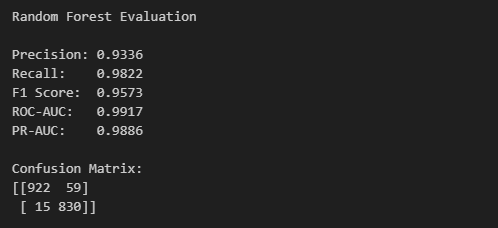 Random Forest Evaluation
Precision: 0.9336
Recall:    0.9822
F1 Score:  0.9573
ROC-AUC:   0.9917
PR-AUC:    0.9886
Confusion Matrix:
[[922  59]
 [ 15 830]]